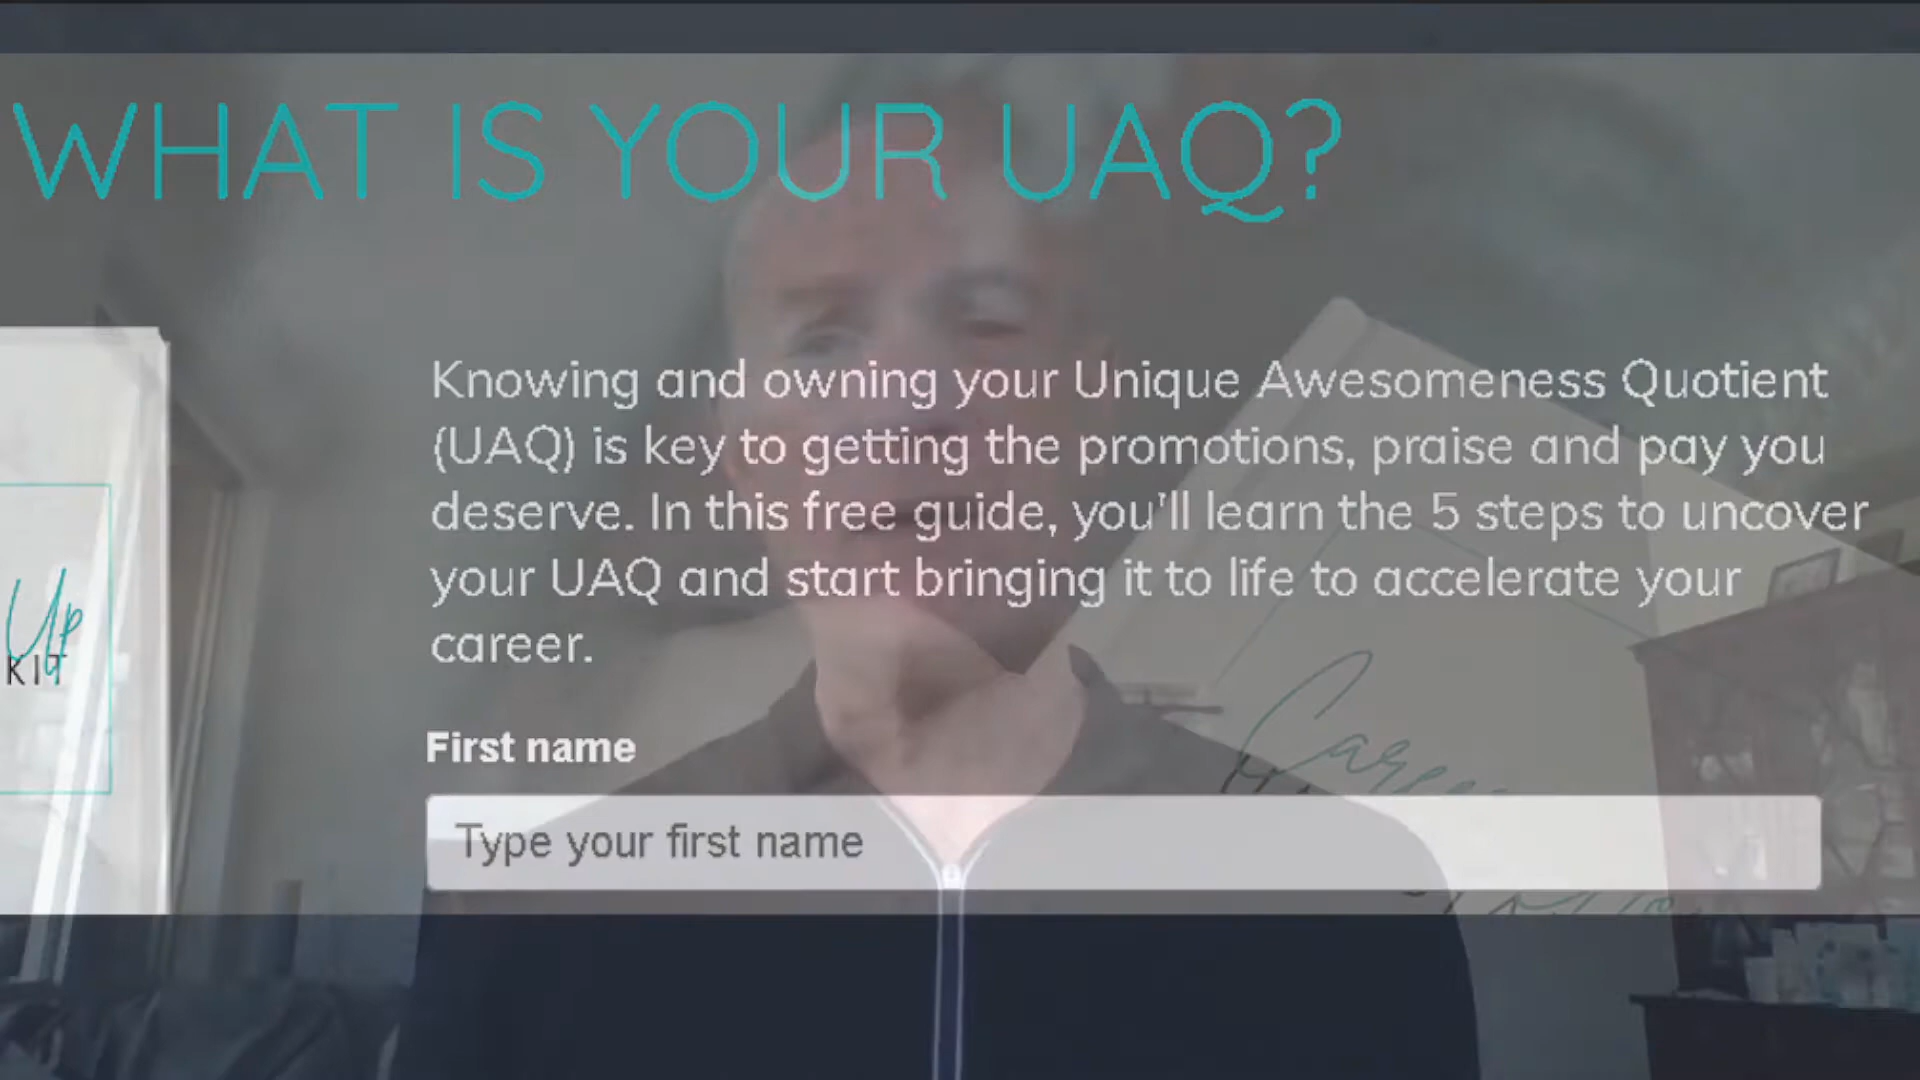 WHAT IS YOUR UAQ?
Knowing and owning your Unique Awesomeness Quotient
(UAQ) is key to getting the promotions, praise and pay you
deserve. In this free guide, you'll learn the 5 steps to uncover
your UAQ and start bringing it to life to accelerate your
career.
Up
KIT
First name
Type your first name